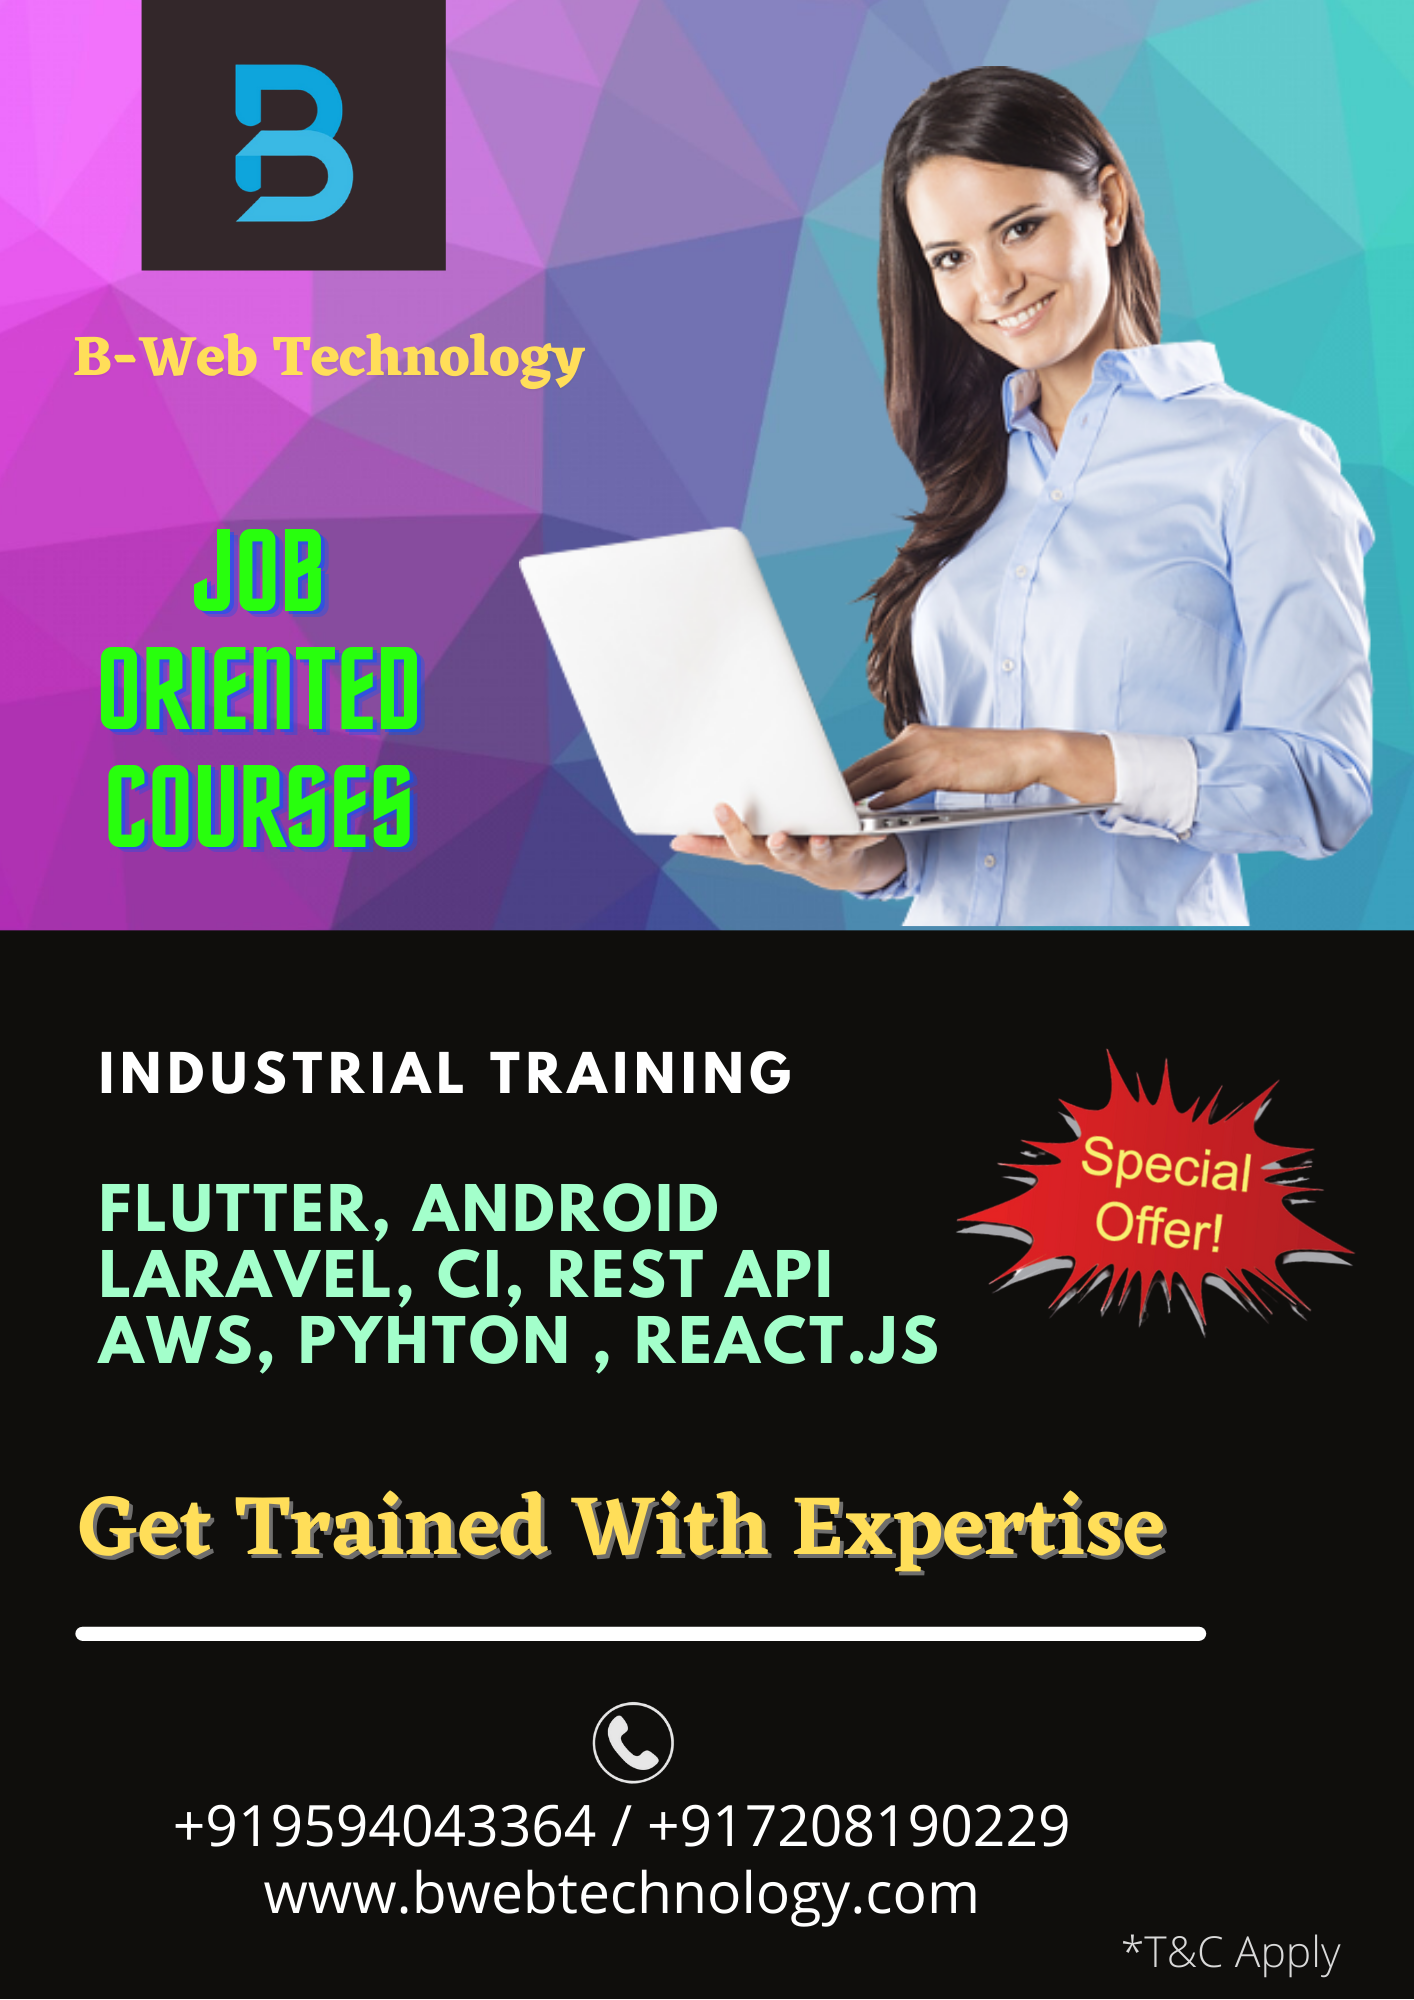 B
B-Web Technology
JOB
ORIENTED
COURSES
INDUSTRIAL TRAINING
FLUTTER, ANDROID
LARAVEL, CI, REST API
AWS, PYHTON , REACT.JS
Special
Offer!
Get Trained With Expertise
+919594043364 / +917208190229
www.bwebtechnology.com
*T&C Apply